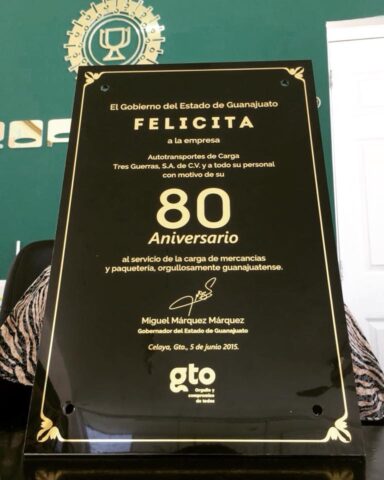 El Gobierno del Estado de Guanajuato
FELICITA
a la empresa
Autotransportes de Carga
Tres Guerras, S.A. de C.V. y a todo su personal
con motivo de su
80
Aniversario
al servicio de la carga de mercancías
y paquetería, orgullosamente guanajuatense.
Miguel Márquez Márquez
Gobernador del Estado de Guanajuato
Celaya, Gto., 5 de junio 2015.
gto
Orgullo y
compromiso
de todos